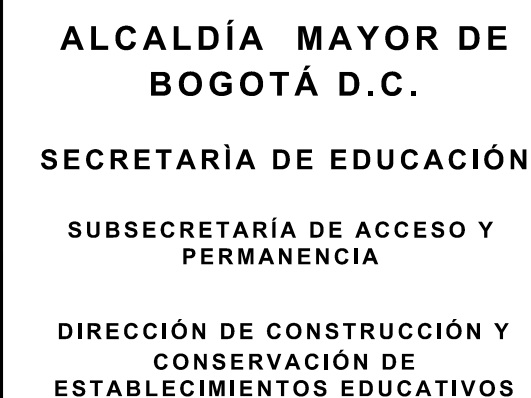 ALCALDÍA MAYOR DE
BOGOTÁ D.C.
SECRETARÌA DE EDUCACIÓN
SUBSECRETARÍA DE ACCESO Y
PERMANENCIA
DIRECCIÓN DE CONSTRUCCIÓN Y
CONSERVACIÓN DE
ESTABLECIMIENTOS EDUCATIVOS